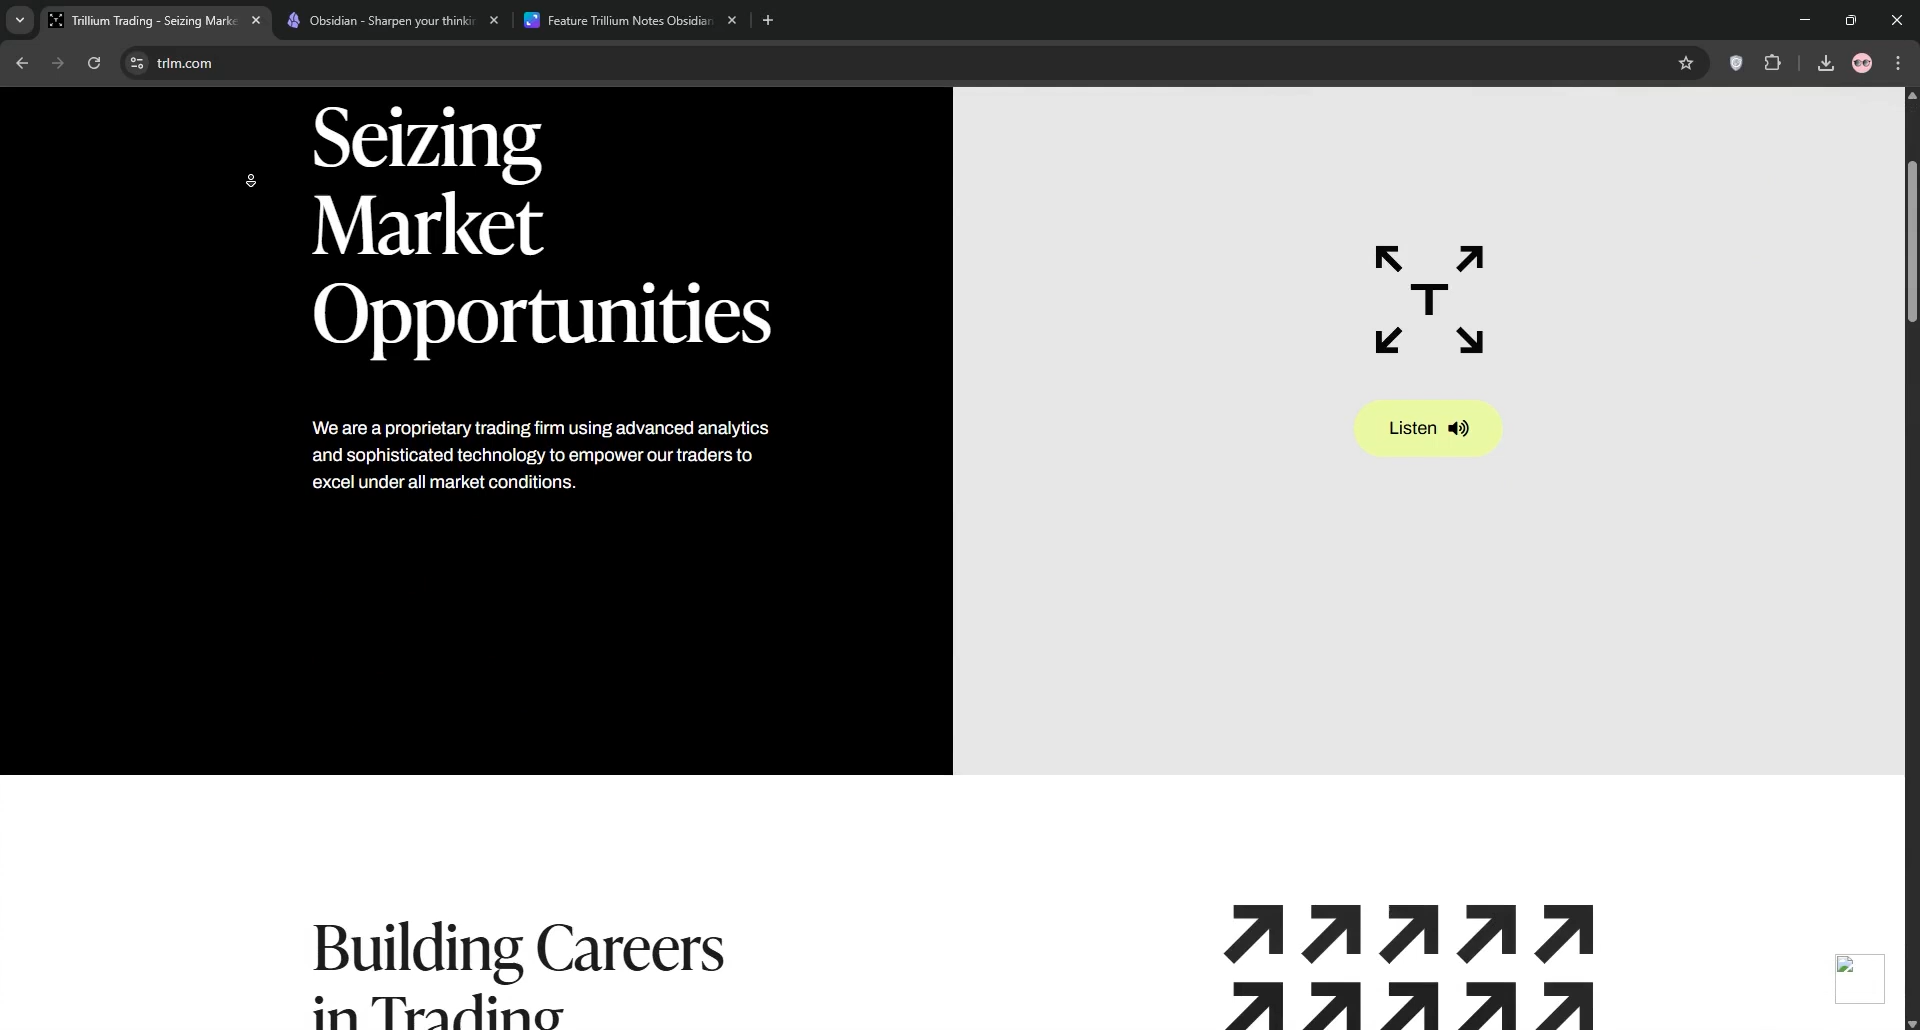 Trillium Trading - Seizing Marke
Obsidian - Sharpen your thinkin
Feature Trillium Notes Obsidian
trlm.com
Seizing
Market
Opportunities
We are a proprietary trading firm using advanced analytics
and sophisticated technology to empower our traders to
excel under all market conditions.
T
Listen
Building Careers
in Trading